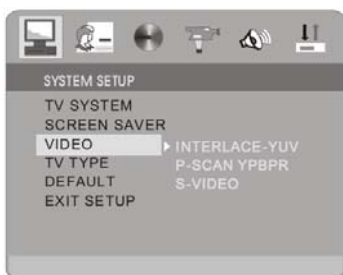 SYSTEM SETUP
TV SYSTEM
SCREEN SAVER
VIDEO INTERLACE-YUV
TV TYPE P-SCAN YPBPR
DEFAULT S-VIDEO
EXIT SETUP